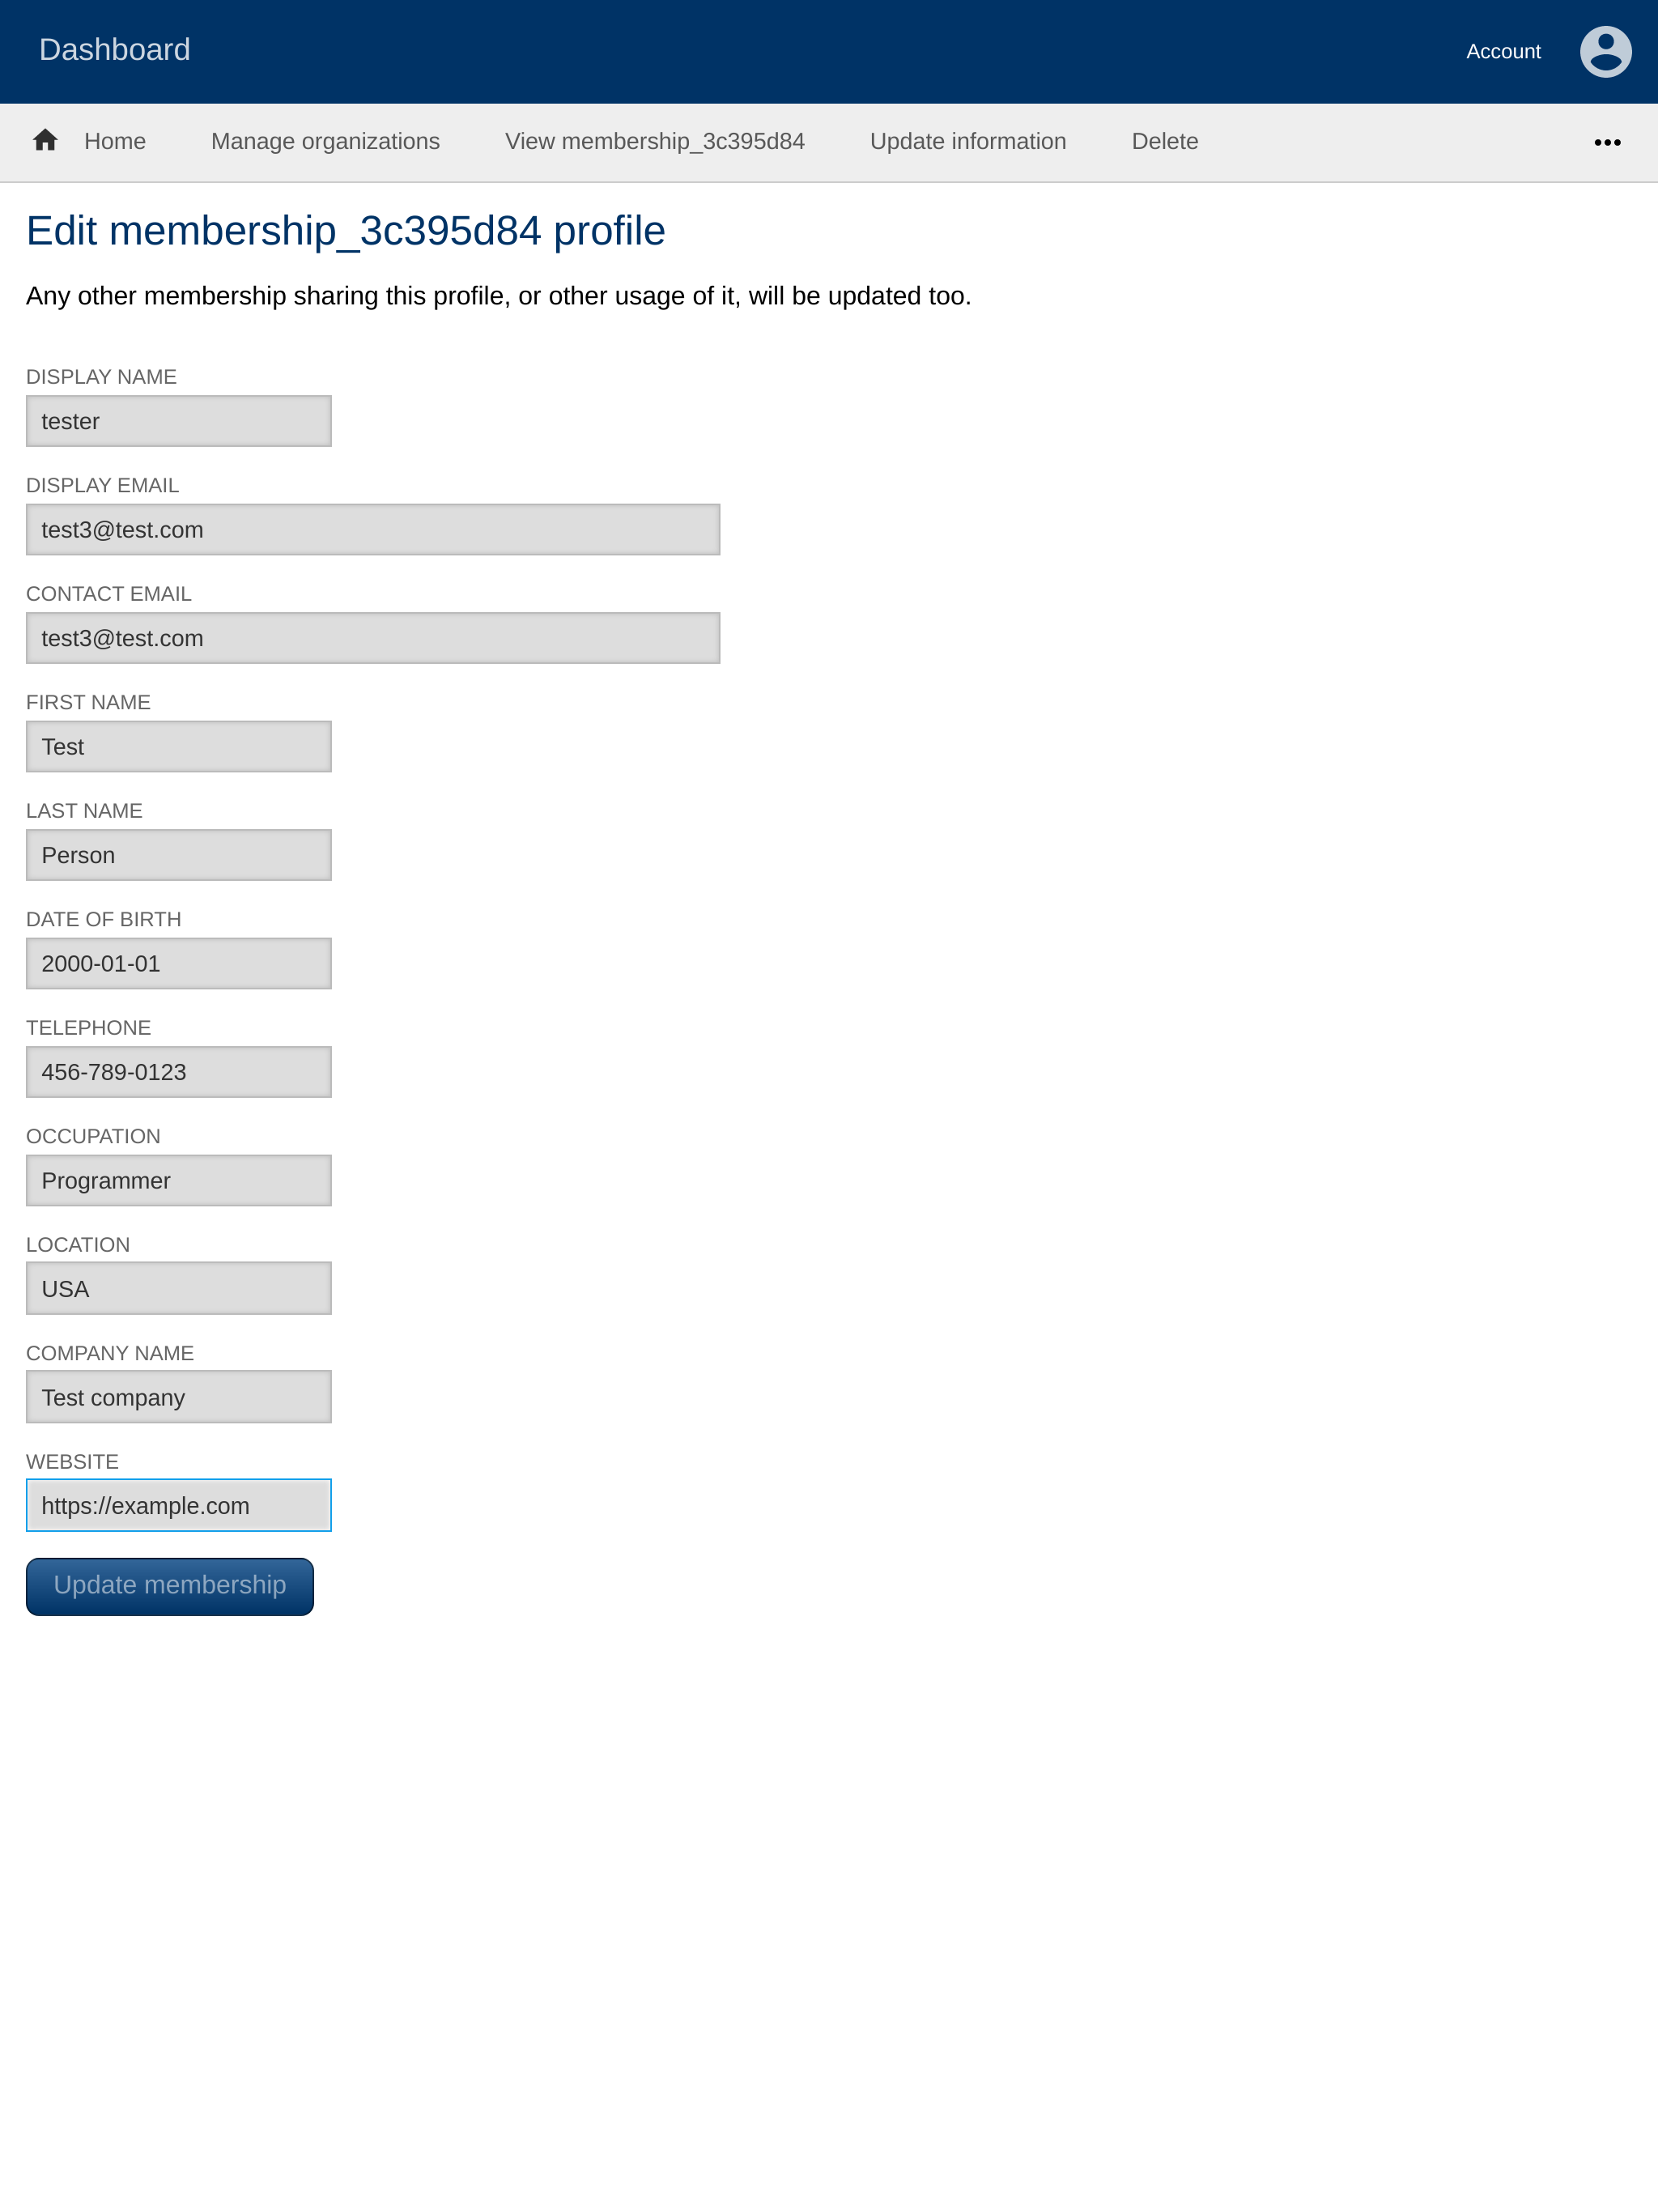 Dashboard
Account
Home
Manage organizations
View membership_3c395d84
Update information
Delete
•••
Edit membership_3c395d84 profile
Any other membership sharing this profile, or other usage of it, will be updated too.
DISPLAY NAME
tester
DISPLAY EMAIL
test3@test.com
CONTACT EMAIL
test3@test.com
FIRST NAME
Test
LAST NAME
Person
DATE OF BIRTH
2000-01-01
TELEPHONE
456-789-0123
OCCUPATION
Programmer
LOCATION
USA
COMPANY NAME
Test company
WEBSITE
https://example.com
Update membership